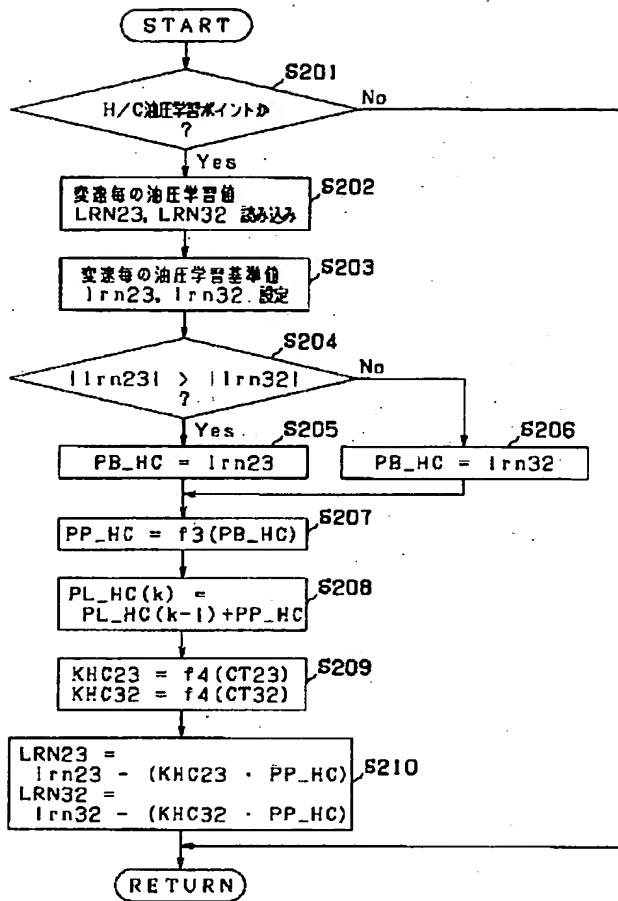 START
S201
H/C油圧学習ポイントか
?
No
Yes
S202
変速毎の油圧学習値
LRN23, LRN32 読み込み
S203
変速毎の油圧学習基準値
lrn23, lrn32 設定
S204
|lrn23| > |lrn32|
?
No
Yes
S205
PB_HC = lrn23
S206
PB_HC = lrn32
S207
PP_HC = f3(PB_HC)
S208
PL_HC(k) =
PL_HC(k-1)+PP_HC
S209
KHC23 = f4(CT23)
KHC32 = f4(CT32)
S210
LRN23 =
lrn23 - (KHC23 · PP_HC)
LRN32 =
lrn32 - (KHC32 · PP_HC)
RETURN